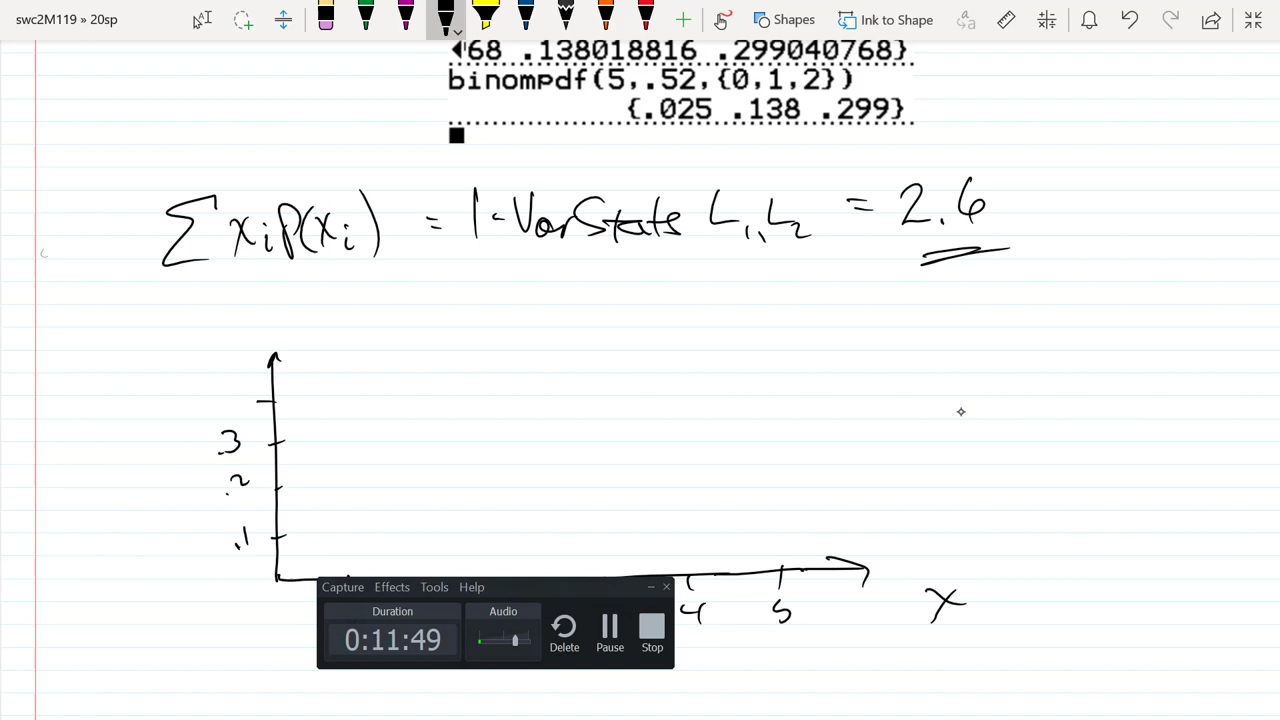 swc2M119 » 20sp
Shapes
Ink to Shape
68 .138018816 .299040768}
binompdf(5,.52,{0,1,2})
{.025 .138 .299}
∑ xᵢP(xᵢ) = 1-VarStats L₁,L₂ = 2.6
.3
.2
.1
4 5 x
Capture Effects Tools Help
Duration Audio
0:11:49
Delete Pause Stop